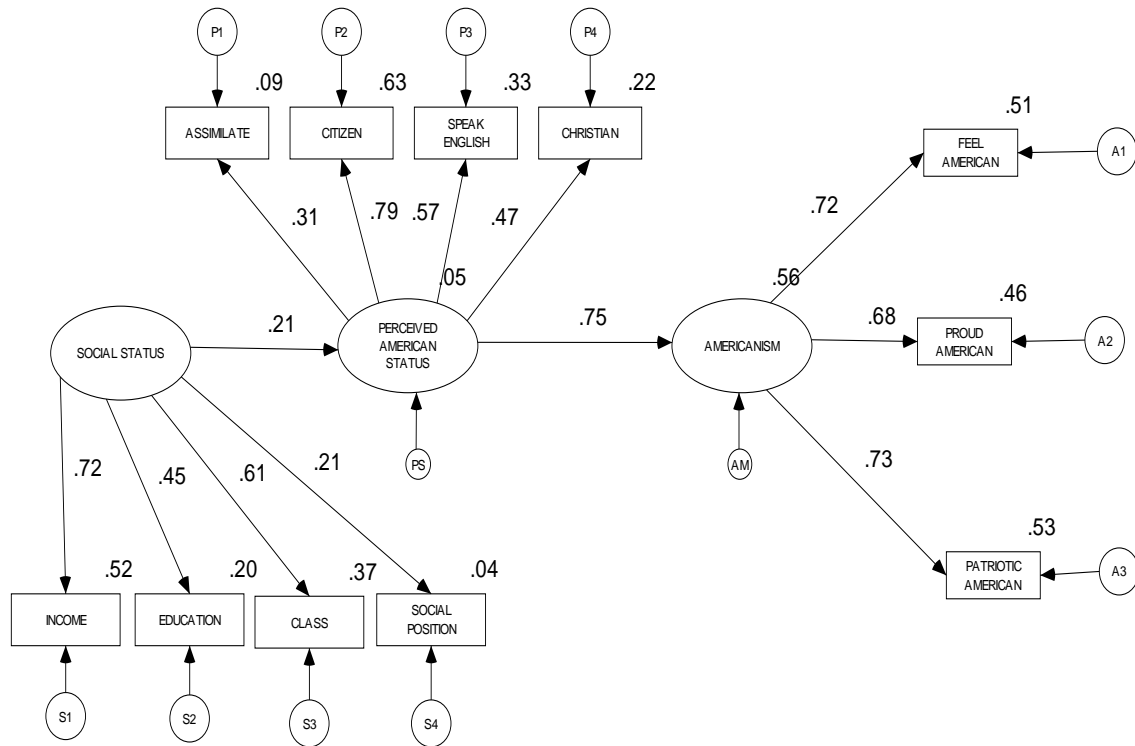 P1
P2
P3
P4
.09
.63
.33
.22
ASSIMILATE
CITIZEN
SPEAK
ENGLISH
CHRISTIAN
.51
FEEL
AMERICAN
A1
.31
.79
.57
.47
.72
.05
.56
.46
SOCIAL STATUS
.21
PERCEIVED
AMERICAN
STATUS
.75
AMERICANISM
.68
PROUD
AMERICAN
A2
PS
AM
.72
.45
.61
.21
.73
.52
.20
.37
.04
.53
INCOME
EDUCATION
CLASS
SOCIAL
POSITION
PATRIOTIC
AMERICAN
A3
S1
S2
S3
S4